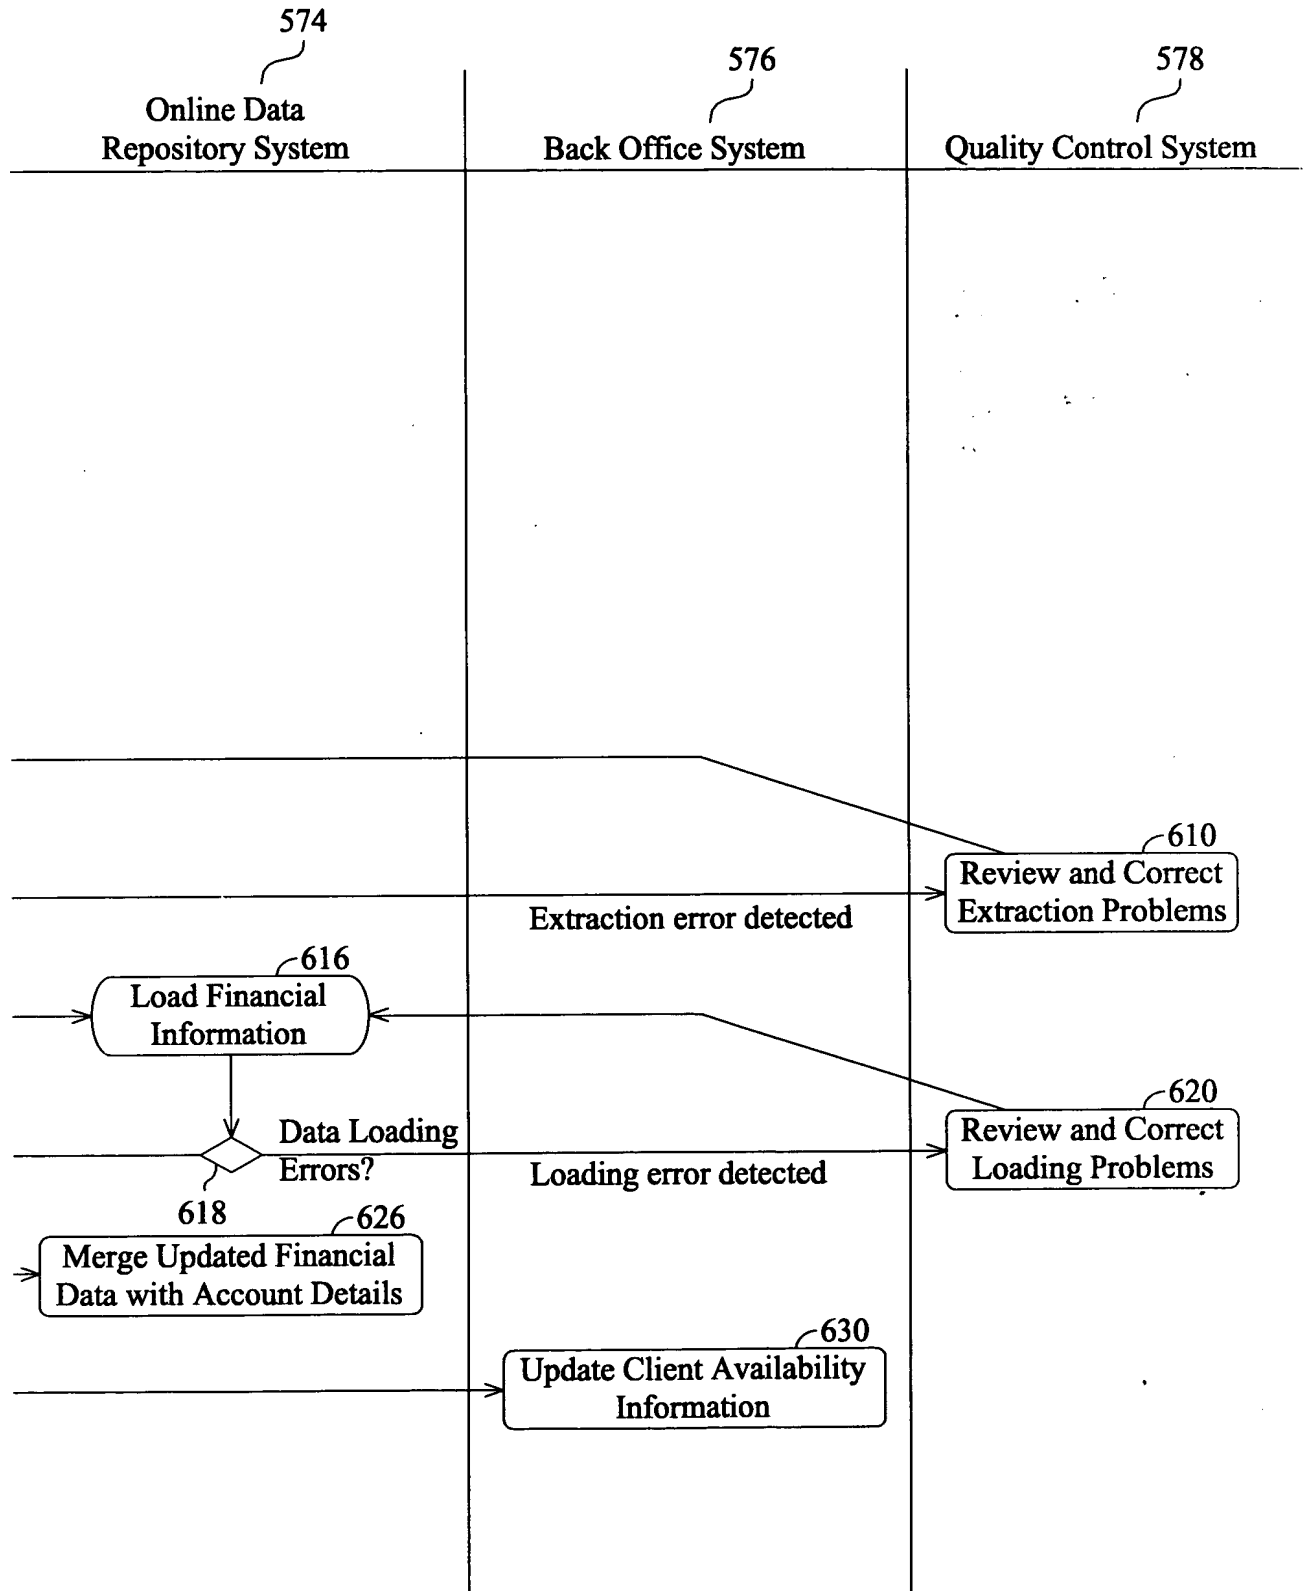 574
576
578
Online Data
Repository System
Back Office System
Quality Control System
610
Review and Correct
Extraction Problems
Extraction error detected
616
Load Financial
Information
620
Review and Correct
Loading Problems
Data Loading
Errors?
Loading error detected
618
626
Merge Updated Financial
Data with Account Details
630
Update Client Availability
Information